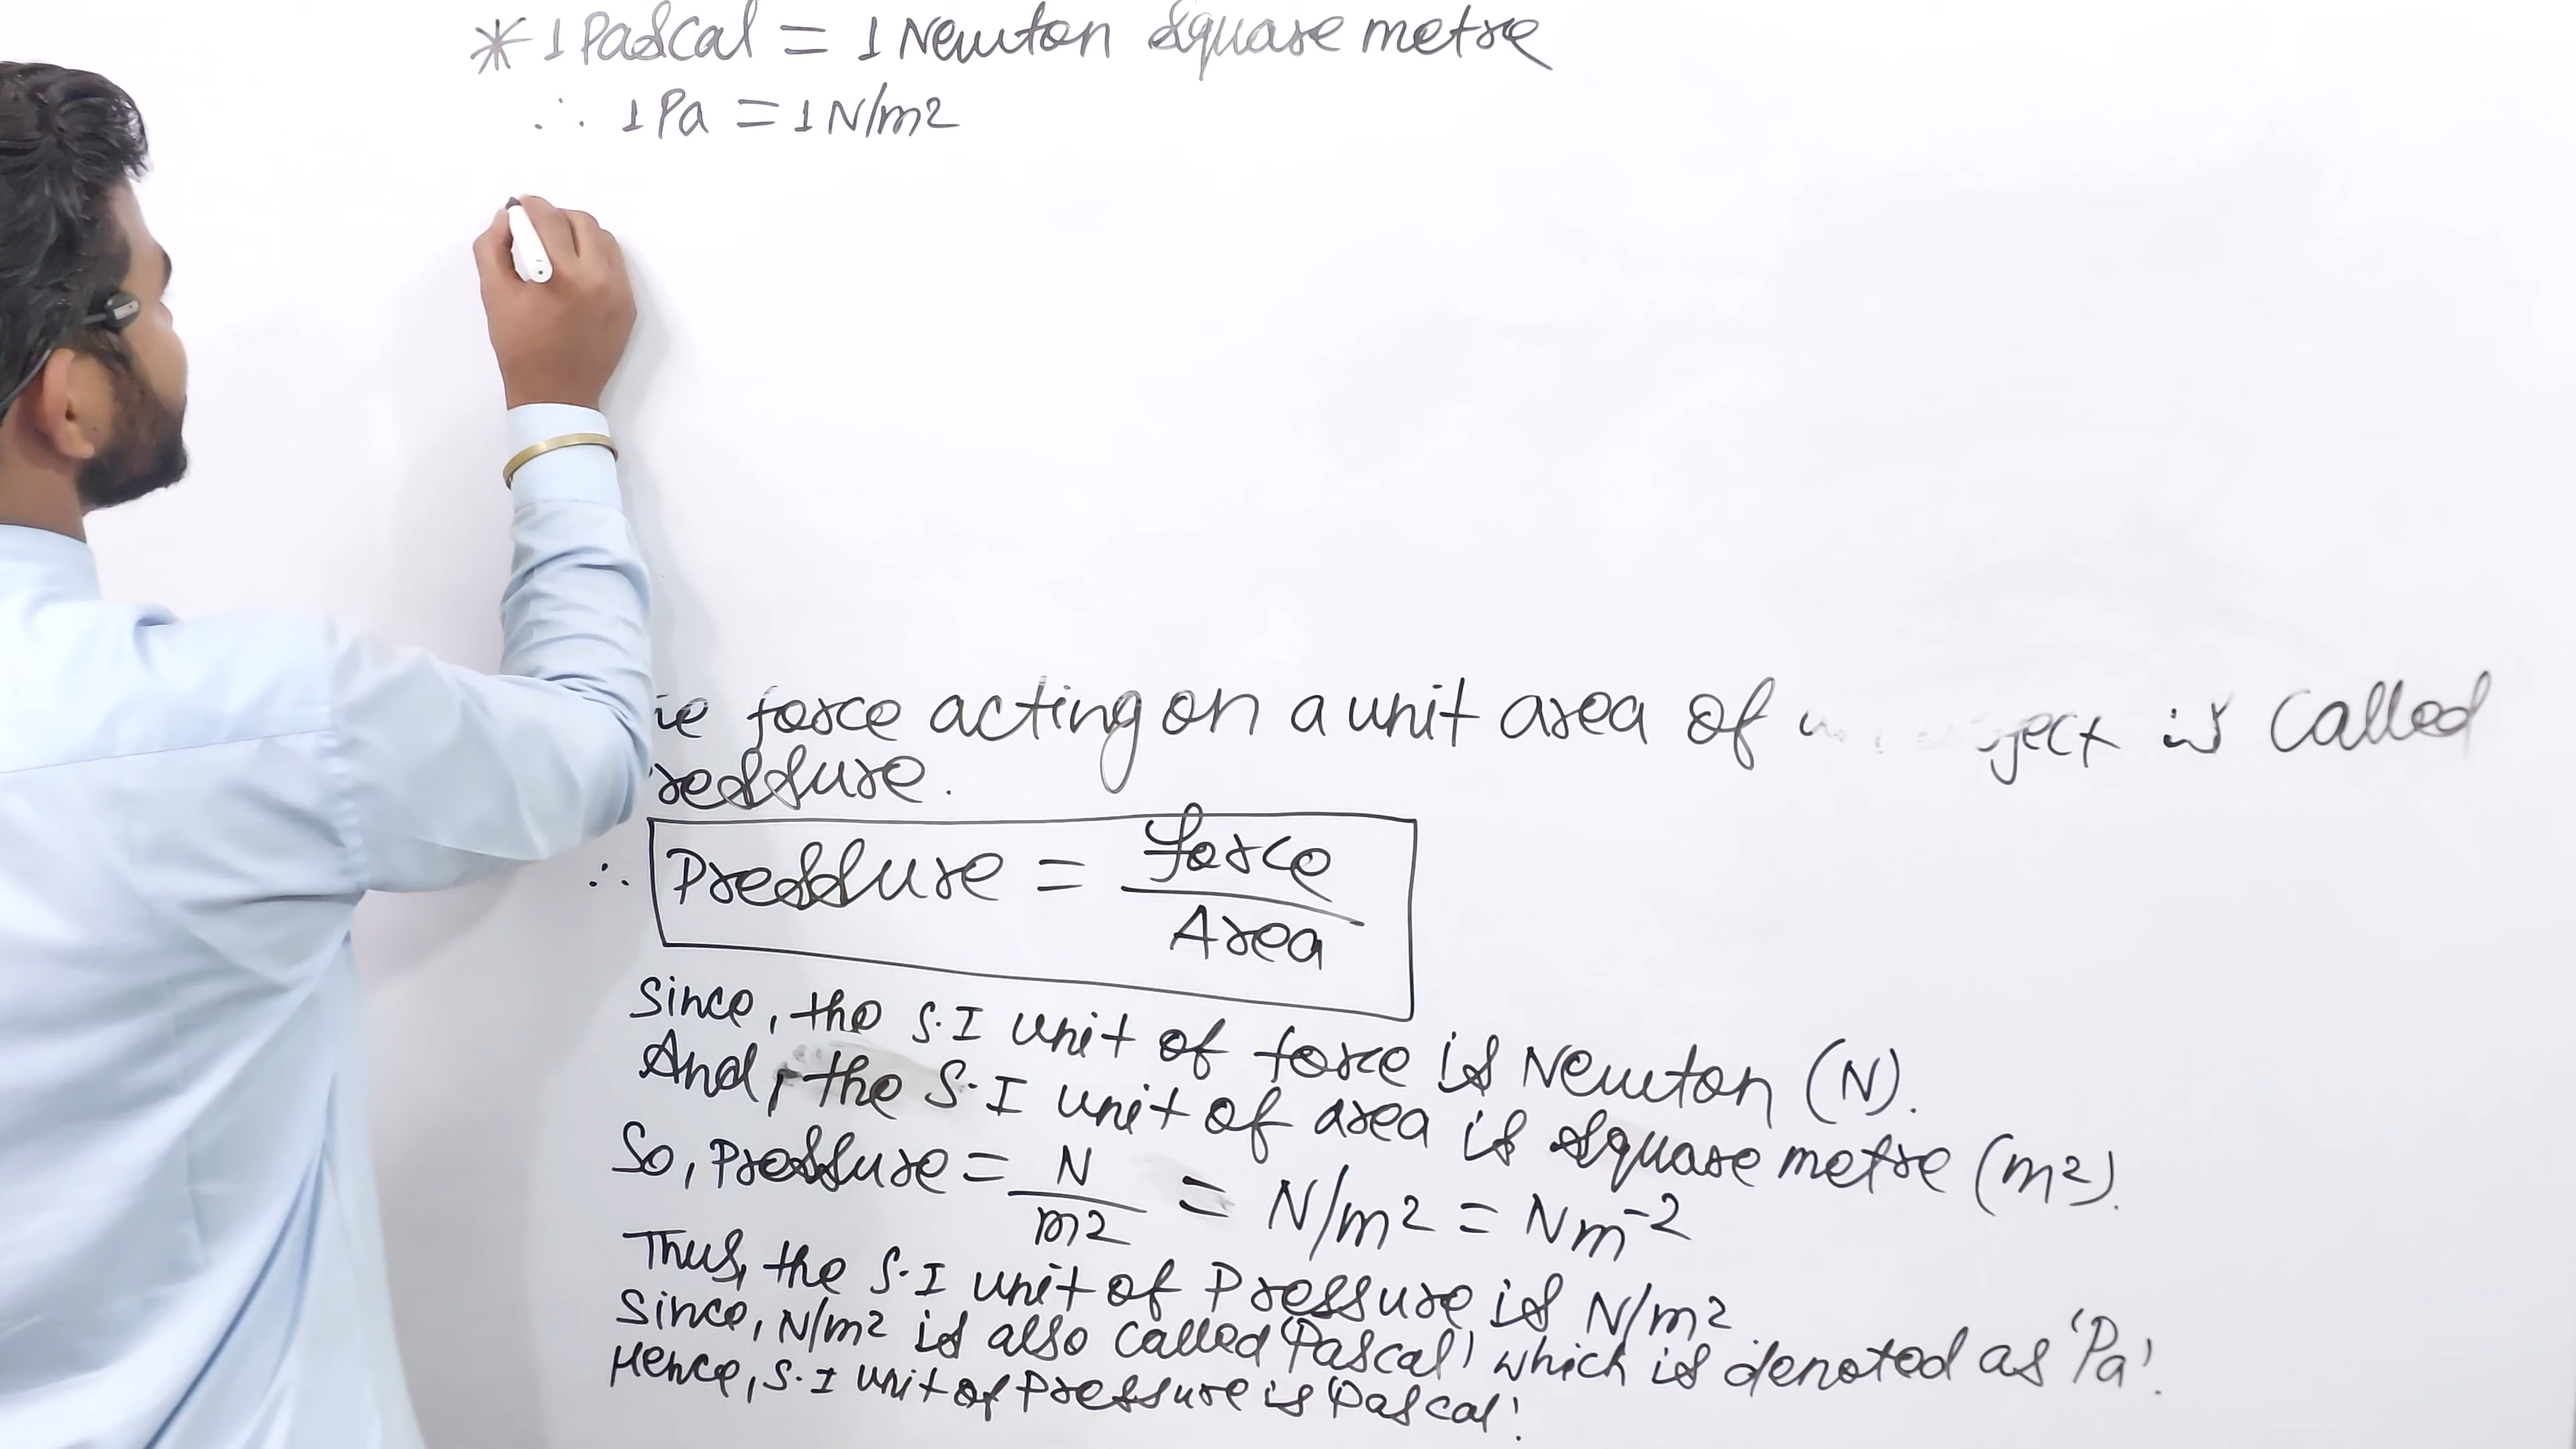 * 1 Pascal = 1 Newton square metre
∴ 1 Pa = 1 N/m2
force acting on a unit area of is called
∴ Pressure = force / Area
Since, the S.I unit of force is Newton (N).
And, the S.I unit of area is square metre (m2).
So, Pressure = N / m2 = N/m2 = Nm-2
Thus, the S.I unit of Pressure is N/m2.
Since, N/m2 is also called 'Pascal' which is denoted as 'Pa'.
Hence, S.I unit of Pressure is 'Pascal'.